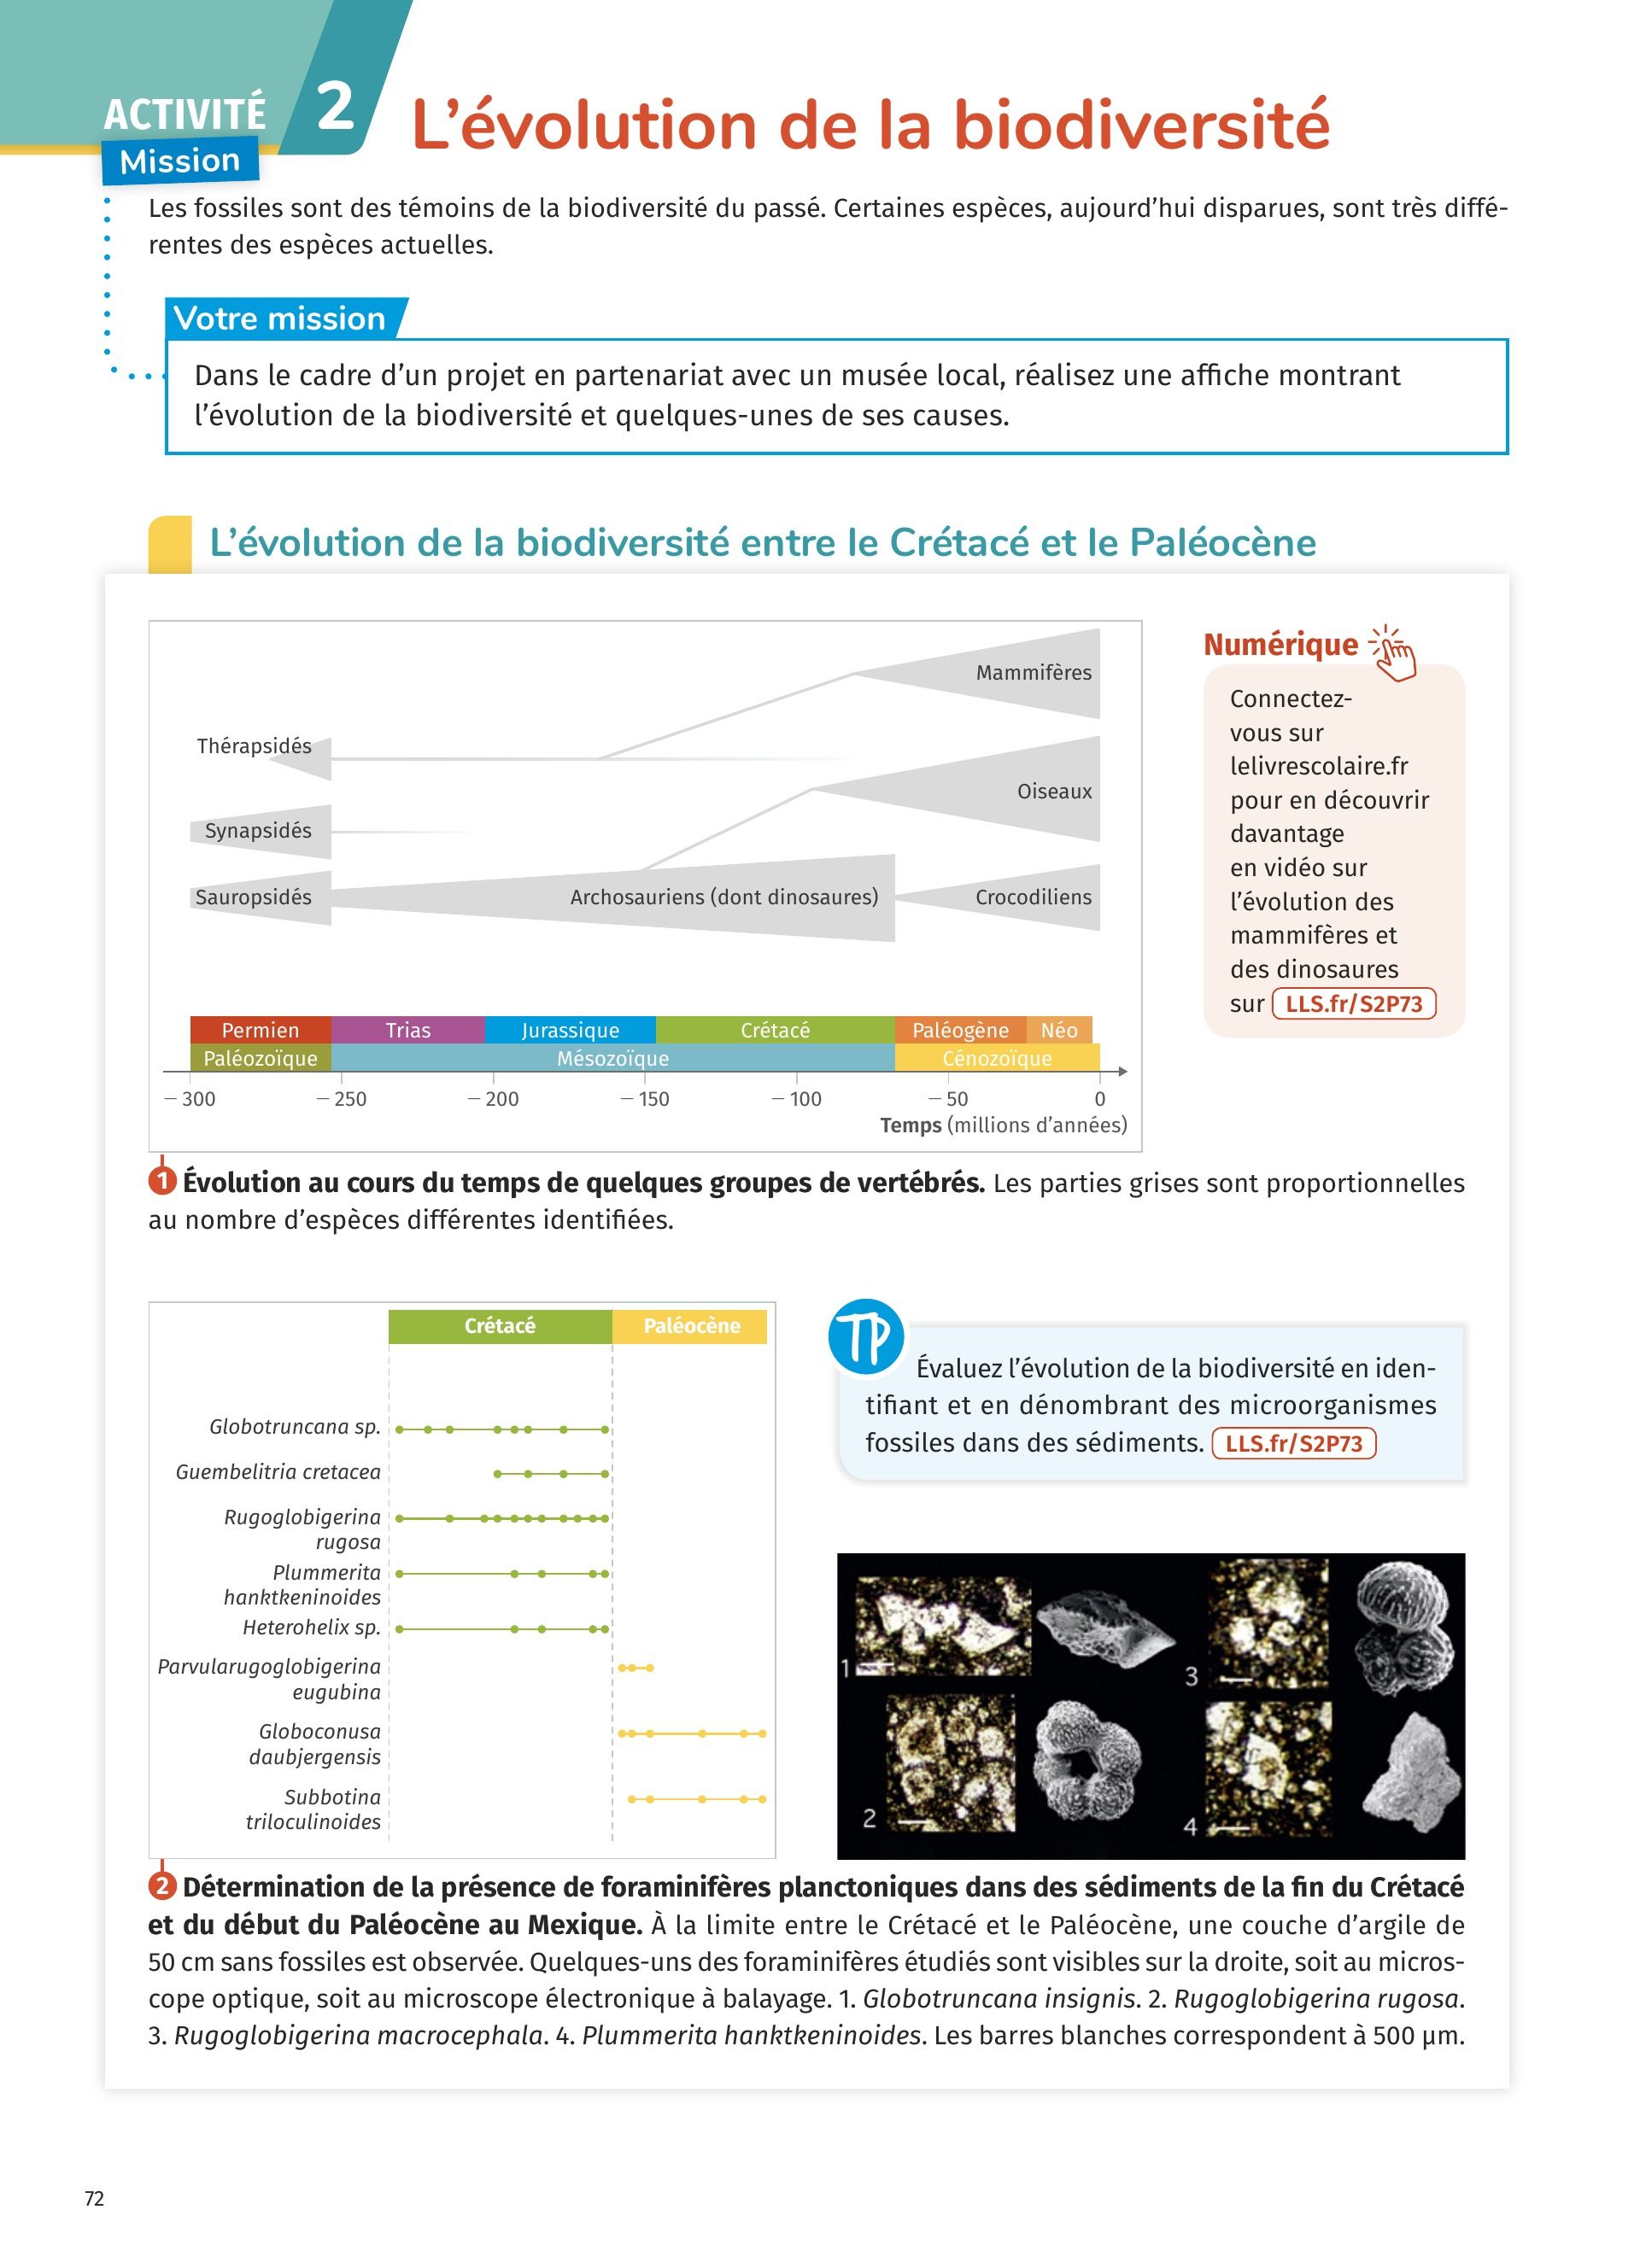 ACTIVITÉ 2
L’évolution de la biodiversité
Mission
Les fossiles sont des témoins de la biodiversité du passé. Certaines espèces, aujourd’hui disparues, sont très diffé-
rentes des espèces actuelles.
Votre mission
Dans le cadre d’un projet en partenariat avec un musée local, réalisez une affiche montrant
l’évolution de la biodiversité et quelques-unes de ses causes.
L’évolution de la biodiversité entre le Crétacé et le Paléocène
Mammifères
Thérapsidés
Oiseaux
Synapsidés
Sauropsidés
Archosauriens (dont dinosaures)
Crocodiliens
Permien Trias Jurassique Crétacé Paléogène Néo
Paléozoïque Mésozoïque Cénozoïque
– 300 – 250 – 200 – 150 – 100 – 50 0
Temps (millions d’années)
Numérique
Connectez-
vous sur
lelivrescolaire.fr
pour en découvrir
davantage
en vidéo sur
l’évolution des
mammifères et
des dinosaures
sur LLS.fr/S2P73
1 Évolution au cours du temps de quelques groupes de vertébrés. Les parties grises sont proportionnelles
au nombre d’espèces différentes identifiées.
Crétacé Paléocène
Globotruncana sp.
Guembelitria cretacea
Rugoglobigerina
rugosa
Plummerita
hanktkeninoides
Heterohelix sp.
Parvularugoglobigerina
eugubina
Globoconusa
daubjergensis
Subbotina
triloculinoides
TP
Évaluez l’évolution de la biodiversité en iden-
tifiant et en dénombrant des microorganismes
fossiles dans des sédiments. LLS.fr/S2P73
1
3
2
4
2 Détermination de la présence de foraminifères planctoniques dans des sédiments de la fin du Crétacé
et du début du Paléocène au Mexique. À la limite entre le Crétacé et le Paléocène, une couche d’argile de
50 cm sans fossiles est observée. Quelques-uns des foraminifères étudiés sont visibles sur la droite, soit au micros-
cope optique, soit au microscope électronique à balayage. 1. Globotruncana insignis. 2. Rugoglobigerina rugosa.
3. Rugoglobigerina macrocephala. 4. Plummerita hanktkeninoides. Les barres blanches correspondent à 500 µm.
72